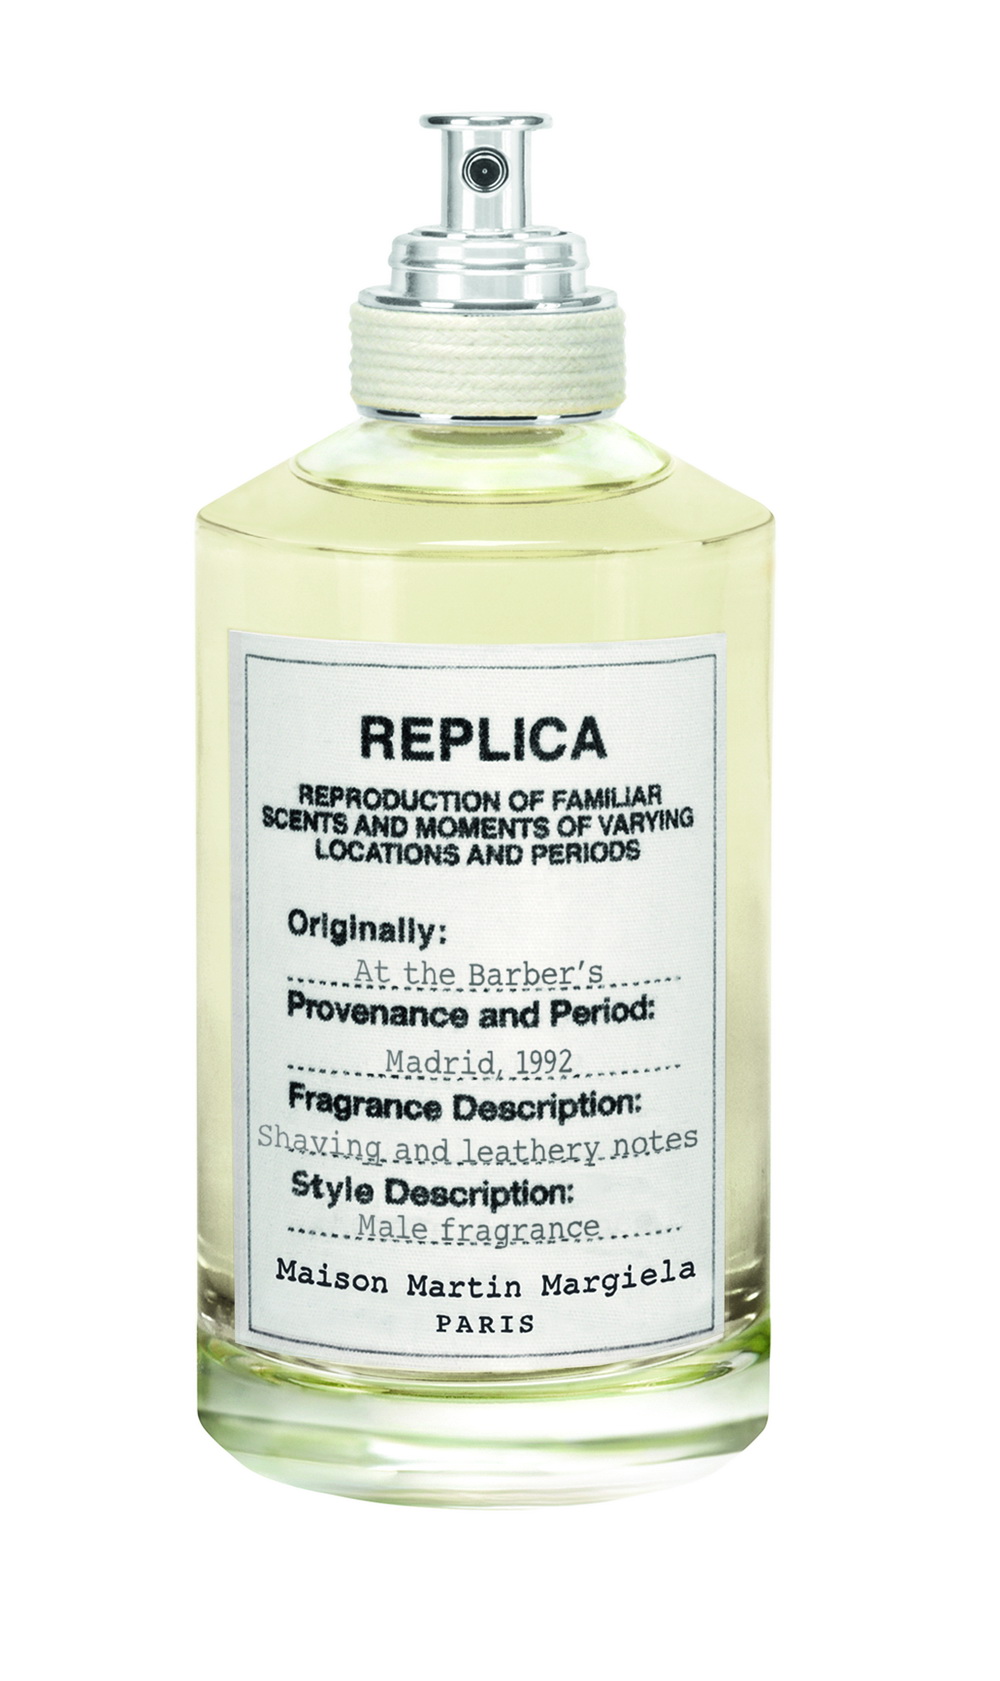 REPLICA
REPRODUCTION OF FAMILIAR
SCENTS AND MOMENTS OF VARYING
LOCATIONS AND PERIODS
Originally:
At the Barber's
Provenance and Period:
Madrid, 1992
Fragrance Description:
Shaving and leathery notes
Style Description:
Male fragrance
Maison Martin Margiela
PARIS